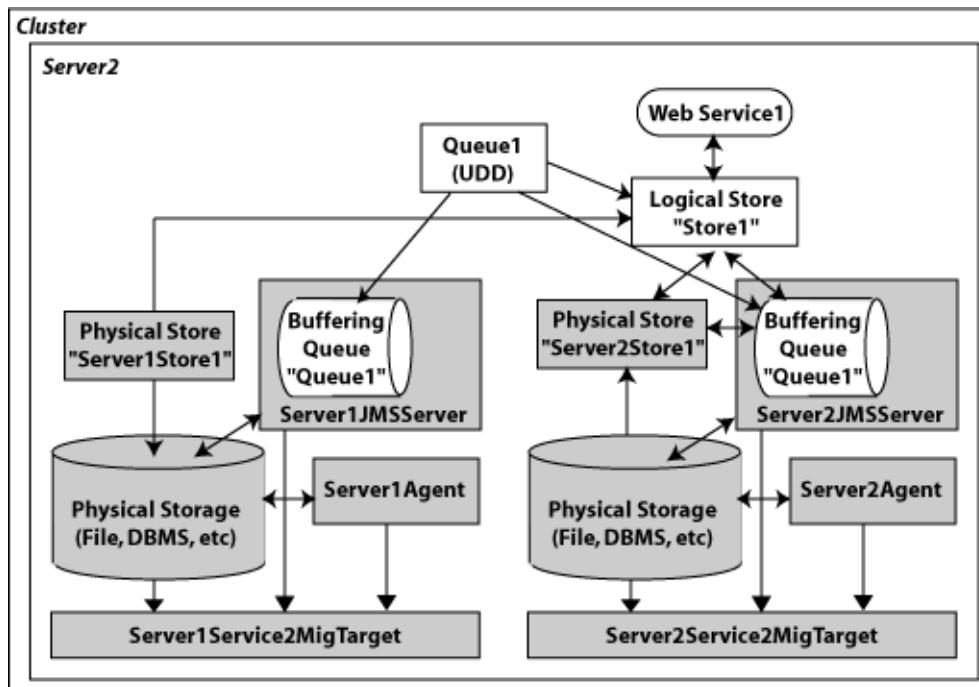 Cluster
Server2
Web Service1
Queue1
(UDD)
Logical Store
"Store1"
Physical Store
"Server1Store1"
Buffering
Queue
"Queue1"
Server1JMSServer
Physical Store
"Server2Store1"
Buffering
Queue
"Queue1"
Server2JMSServer
Physical Storage
(File, DBMS, etc)
Server1Agent
Physical Storage
(File, DBMS, etc)
Server2Agent
Server1Service2MigTarget
Server2Service2MigTarget